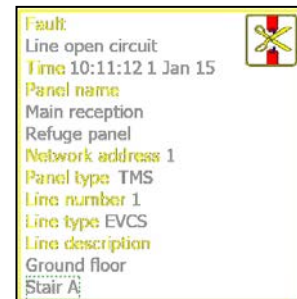 Fault
Line open circuit
Time 10:11:12 1 Jan 15
Panel name
Main reception
Refuge panel
Network address 1
Panel type TMS
Line number 1
Line type EVCS
Line description
Ground floor
Stair A